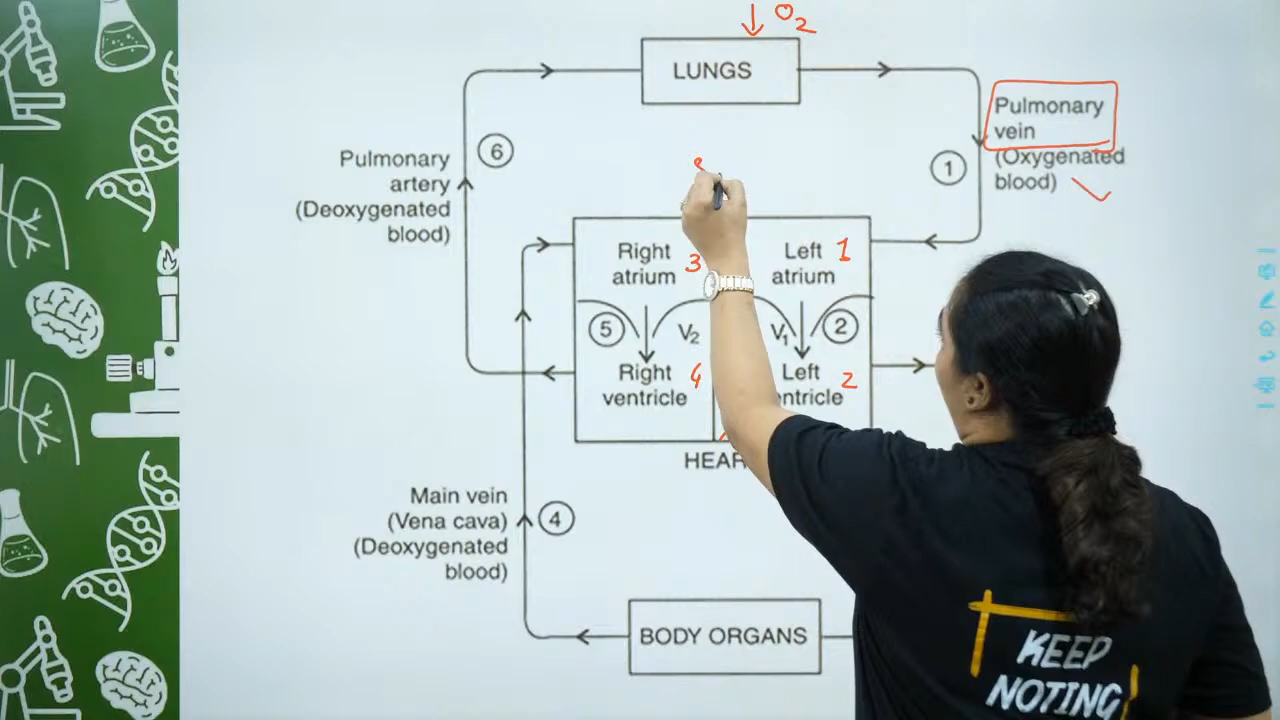 O2
LUNGS
Pulmonary
vein
(Oxygenated
blood)
1
6
Pulmonary
artery
(Deoxygenated
blood)
Right
atrium
3
Left
atrium
1
5
V2
V1
2
Right
ventricle
4
Left
2
Main vein
(Vena cava)
(Deoxygenated
blood)
4
BODY ORGANS
KEEP
NOTING